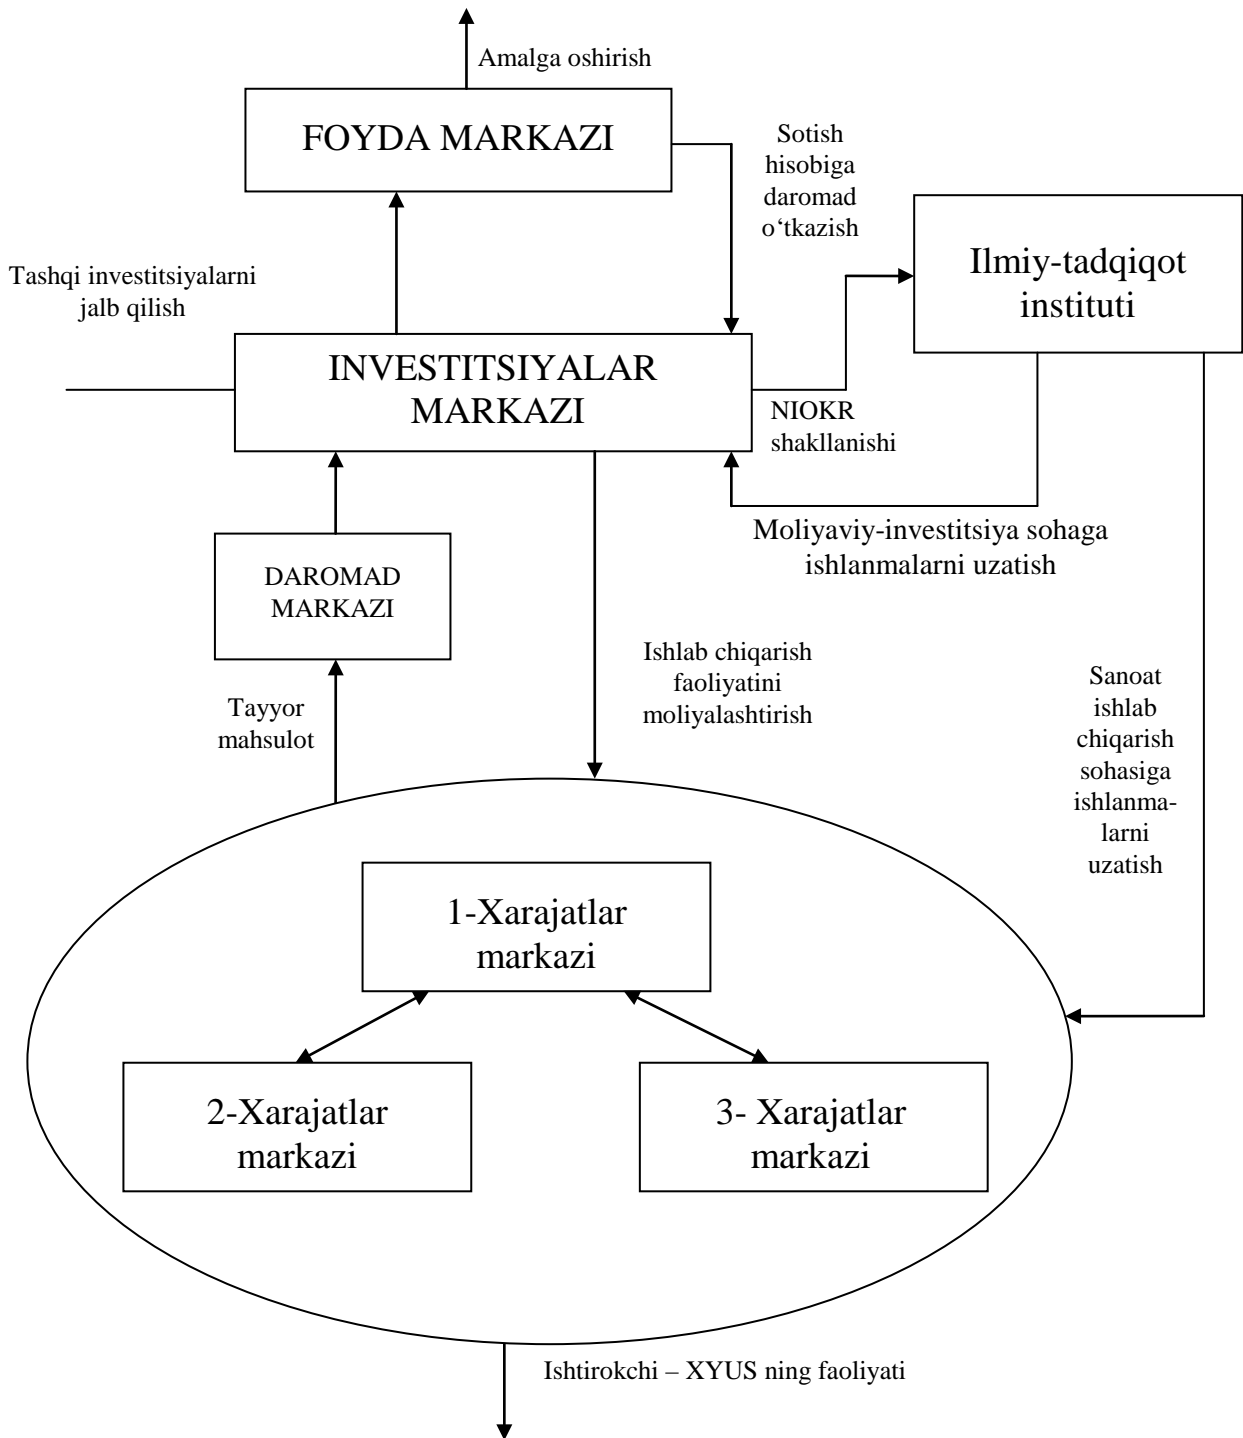 Amalga oshirish
FOYDA MARKAZI
Sotish
hisobiga
daromad
o‘tkazish
Ilmiy-tadqiqot
instituti
Tashqi investitsiyalarni
jalb qilish
INVESTITSIYALAR
MARKAZI
NIOKR
shakllanishi
Moliyaviy-investitsiya sohaga
ishlanmalarni uzatish
DAROMAD
MARKAZI
Ishlab chiqarish
faoliyatini
moliyalashtirish
Sanoat
ishlab
chiqarish
sohasiga
ishlanma-
larni
uzatish
Tayyor
mahsulot
1-Xarajatlar
markazi
2-Xarajatlar
markazi
3- Xarajatlar
markazi
Ishtirokchi – XYUS ning faoliyati